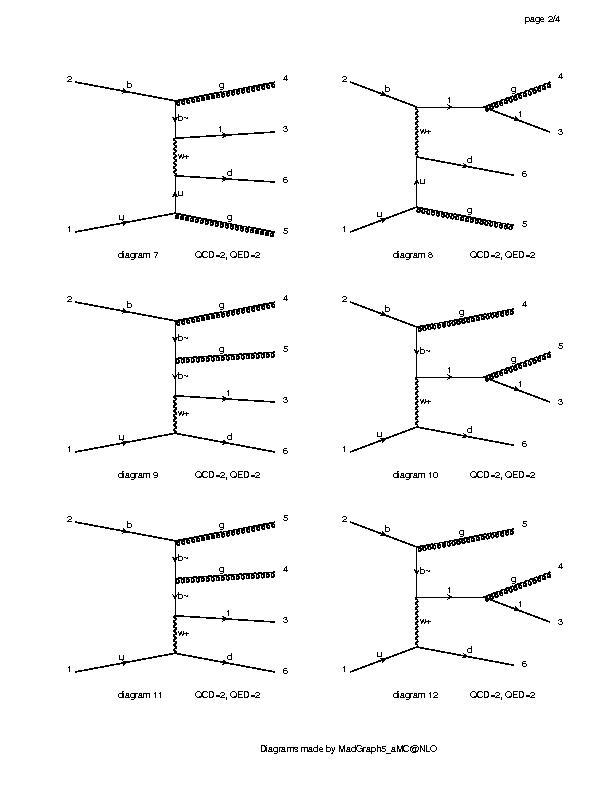 page 2/4
2 b g 4
b~
t 3
w+
d 6
u
1 u g 5
diagram 7 QCD=2, QED=2
2 b t g 4
t 3
w+
d 6
u
1 u g 5
diagram 8 QCD=2, QED=2
2 b g 4
b~
g 5
b~
t 3
w+
1 u d 6
diagram 9 QCD=2, QED=2
2 b g 4
b~
t g 5
t 3
w+
1 u d 6
diagram 10 QCD=2, QED=2
2 b g 5
b~
g 4
b~
t 3
w+
1 u d 6
diagram 11 QCD=2, QED=2
2 b g 5
b~
t g 4
t 3
w+
1 u d 6
diagram 12 QCD=2, QED=2
Diagrams made by MadGraph5_aMC@NLO